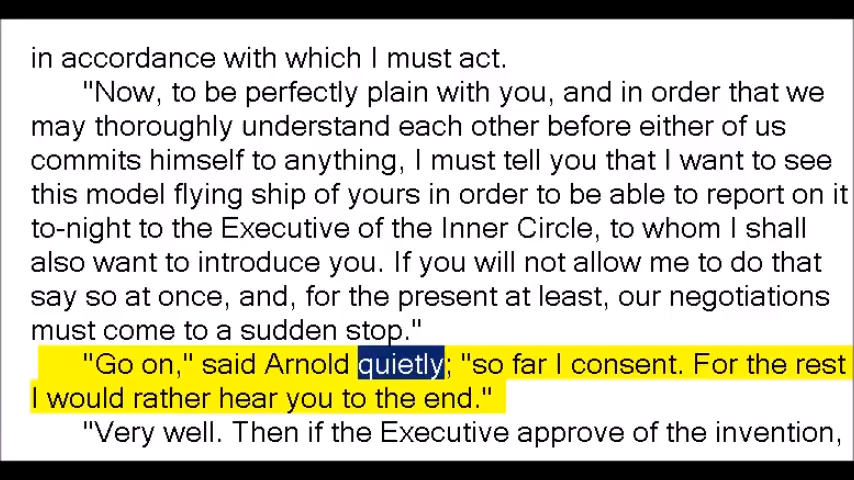 in accordance with which I must act.
"Now, to be perfectly plain with you, and in order that we
may thoroughly understand each other before either of us
commits himself to anything, I must tell you that I want to see
this model flying ship of yours in order to be able to report on it
to-night to the Executive of the Inner Circle, to whom I shall
also want to introduce you. If you will not allow me to do that
say so at once, and, for the present at least, our negotiations
must come to a sudden stop."
"Go on," said Arnold quietly; "so far I consent. For the rest
I would rather hear you to the end."
"Very well. Then if the Executive approve of the invention,